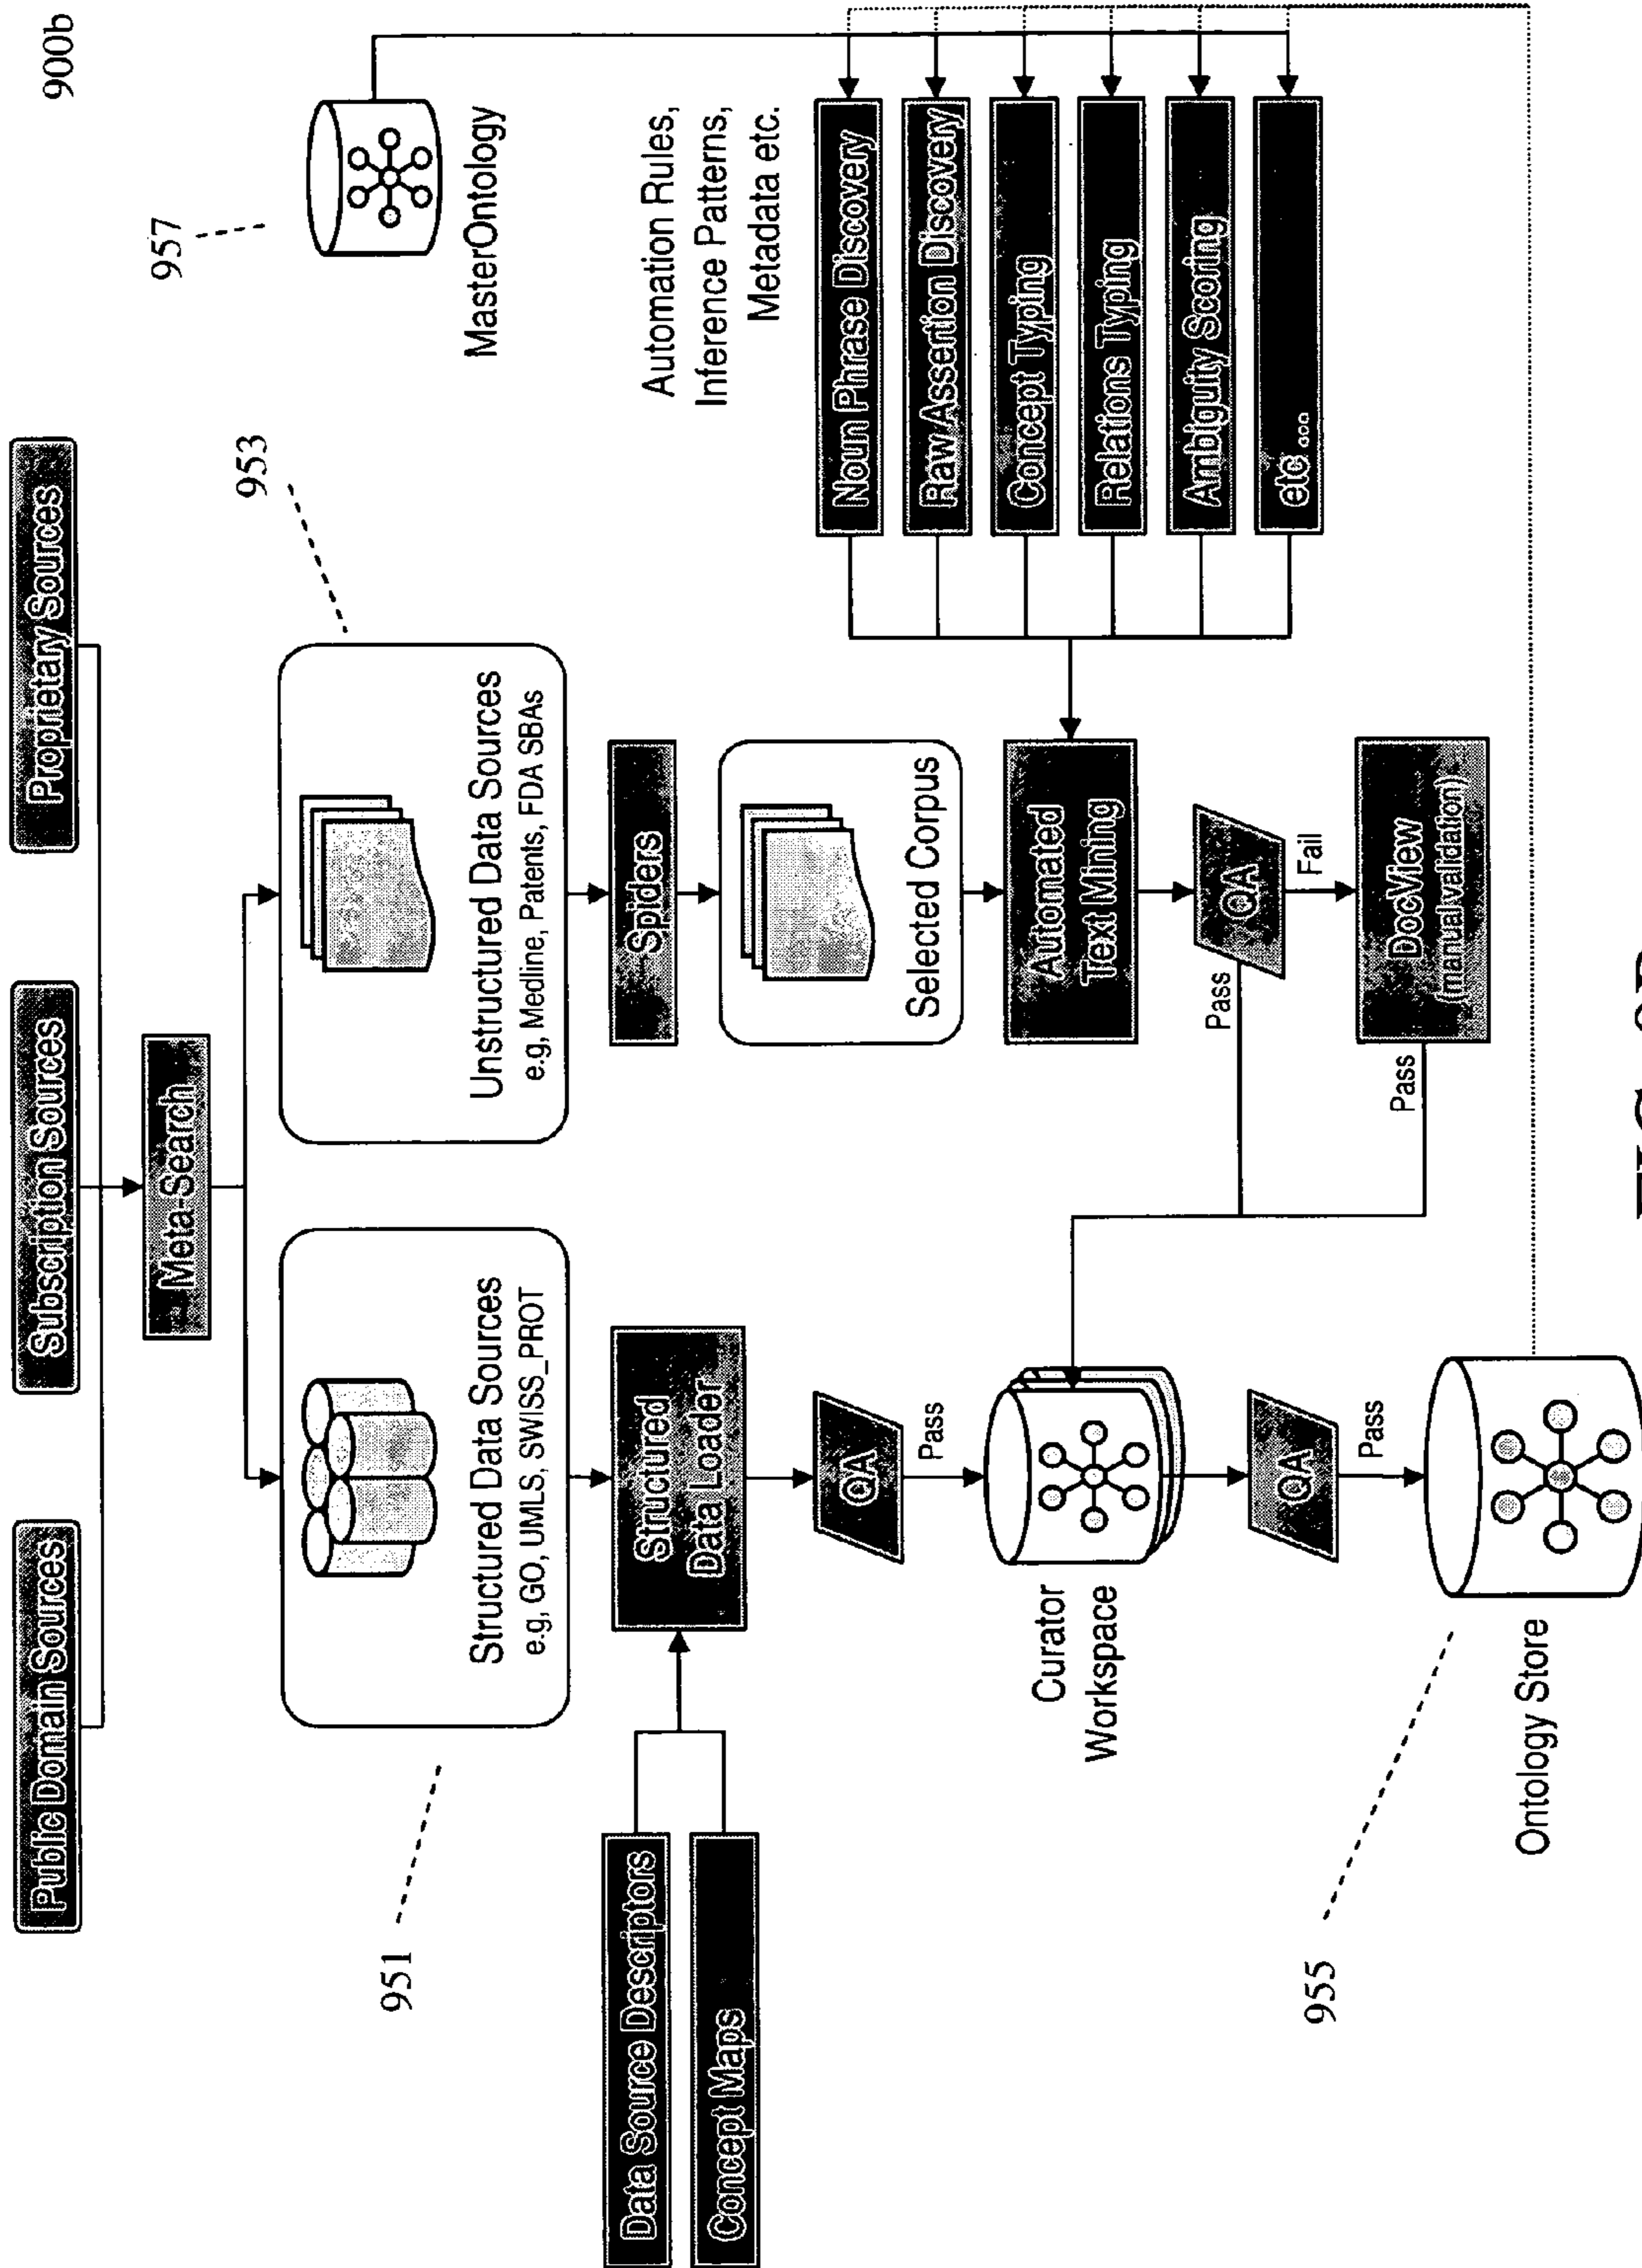 900b
Public Domain Sources
Subscription Sources
Proprietary Sources
Meta-Search
957
MasterOntology
951
Structured Data Sources
e.g, GO, UMLS, SWISS_PROT
953
Unstructured Data Sources
e.g, Medline, Patents, FDA SBAs
Automation Rules,
Inference Patterns,
Metadata etc.
Data Source Descriptors
Concept Maps
Structured
Data Loader
Spiders
Selected Corpus
Noun Phrase Discovery
Raw Assertion Discovery
Concept Typing
Relations Typing
Ambiguity Scoring
etc ...
QA
Pass
Automated
Text Mining
QA
Pass
Fail
Curator
Workspace
DocView
(manual validation)
Pass
QA
Pass
955
Ontology Store